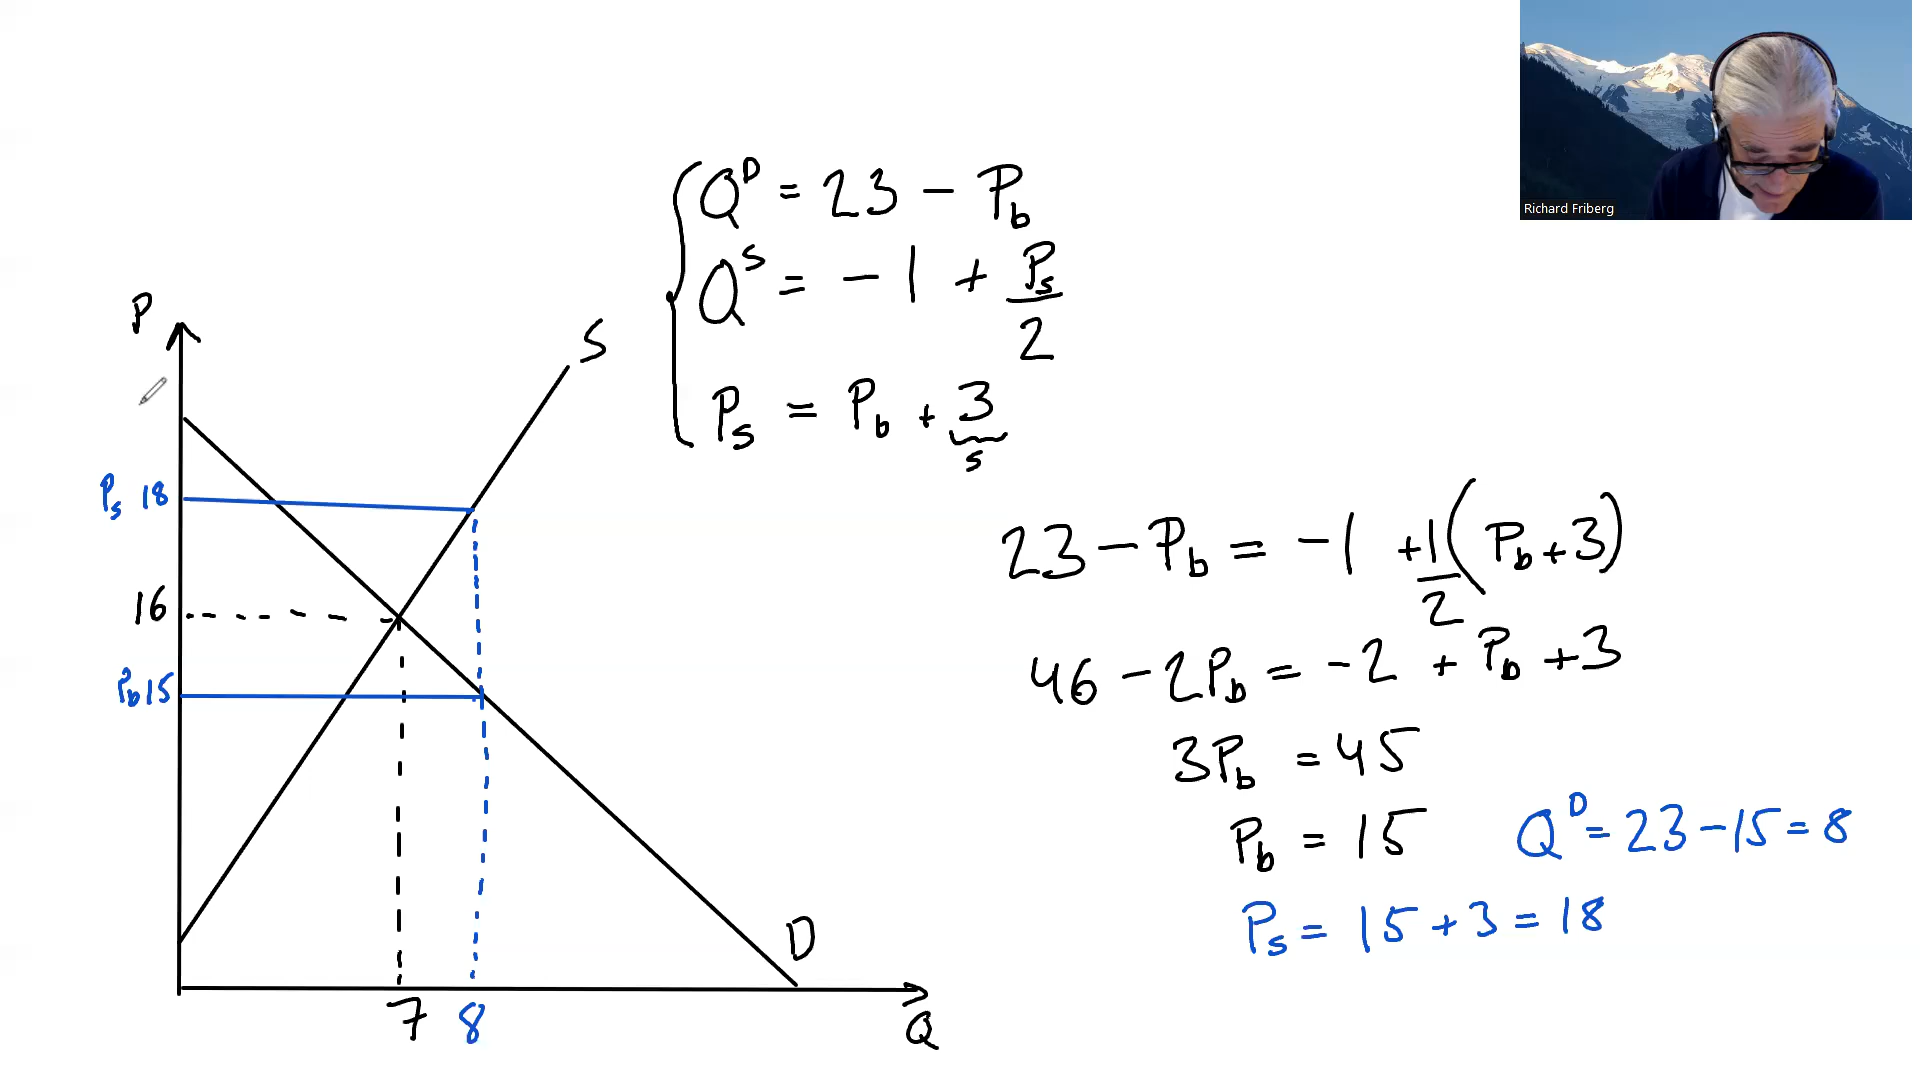 Richard Friberg
Q^D = 23 - P_b
Q^S = -1 + P_s/2
P_s = P_b + 3
s
P
S
P_s 18
16
P_b 15
D
7 8
Q
23 - P_b = -1 + 1/2 (P_b + 3)
46 - 2P_b = -2 + P_b + 3
3P_b = 45
P_b = 15 Q^D = 23 - 15 = 8
P_s = 15 + 3 = 18